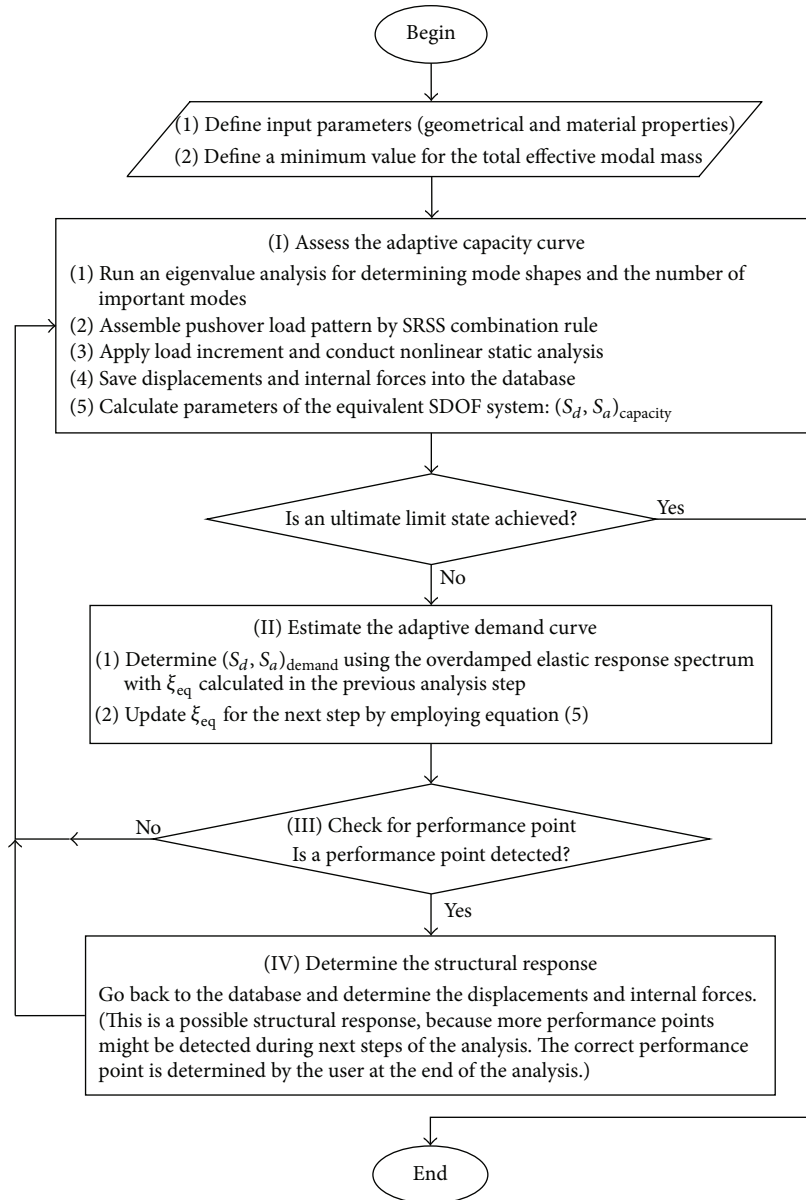 Begin
(1) Define input parameters (geometrical and material properties)
(2) Define a minimum value for the total effective modal mass
(I) Assess the adaptive capacity curve
(1) Run an eigenvalue analysis for determining mode shapes and the number of
important modes
(2) Assemble pushover load pattern by SRSS combination rule
(3) Apply load increment and conduct nonlinear static analysis
(4) Save displacements and internal forces into the database
(5) Calculate parameters of the equivalent SDOF system: (S_d, S_a)_capacity
Is an ultimate limit state achieved?
Yes
No
(II) Estimate the adaptive demand curve
(1) Determine (S_d, S_a)_demand using the overdamped elastic response spectrum
with ξ_eq calculated in the previous analysis step
(2) Update ξ_eq for the next step by employing equation (5)
No
(III) Check for performance point
Is a performance point detected?
Yes
(IV) Determine the structural response
Go back to the database and determine the displacements and internal forces.
(This is a possible structural response, because more performance points
might be detected during next steps of the analysis. The correct performance
point is determined by the user at the end of the analysis.)
End